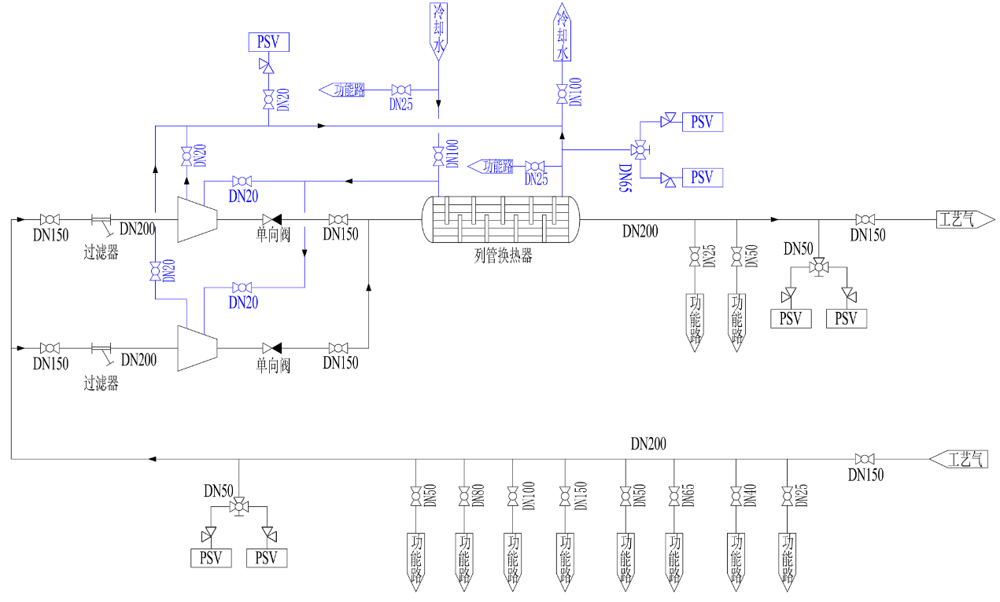 冷却水
冷却水
PSV
功能路
DN25
DN20
DN100
PSV
DN20
DN100
功能路
DN25
DN65
PSV
DN20
DN150
过滤器
DN200
单向阀
DN150
列管换热器
DN200
DN150
工艺气
DN20
DN25
DN50
DN50
DN20
功能路
功能路
PSV
PSV
DN150
过滤器
DN200
单向阀
DN150
DN200
DN150
工艺气
DN50
PSV
PSV
DN50
DN80
DN100
DN150
DN50
DN65
DN40
DN25
功能路
功能路
功能路
功能路
功能路
功能路
功能路
功能路